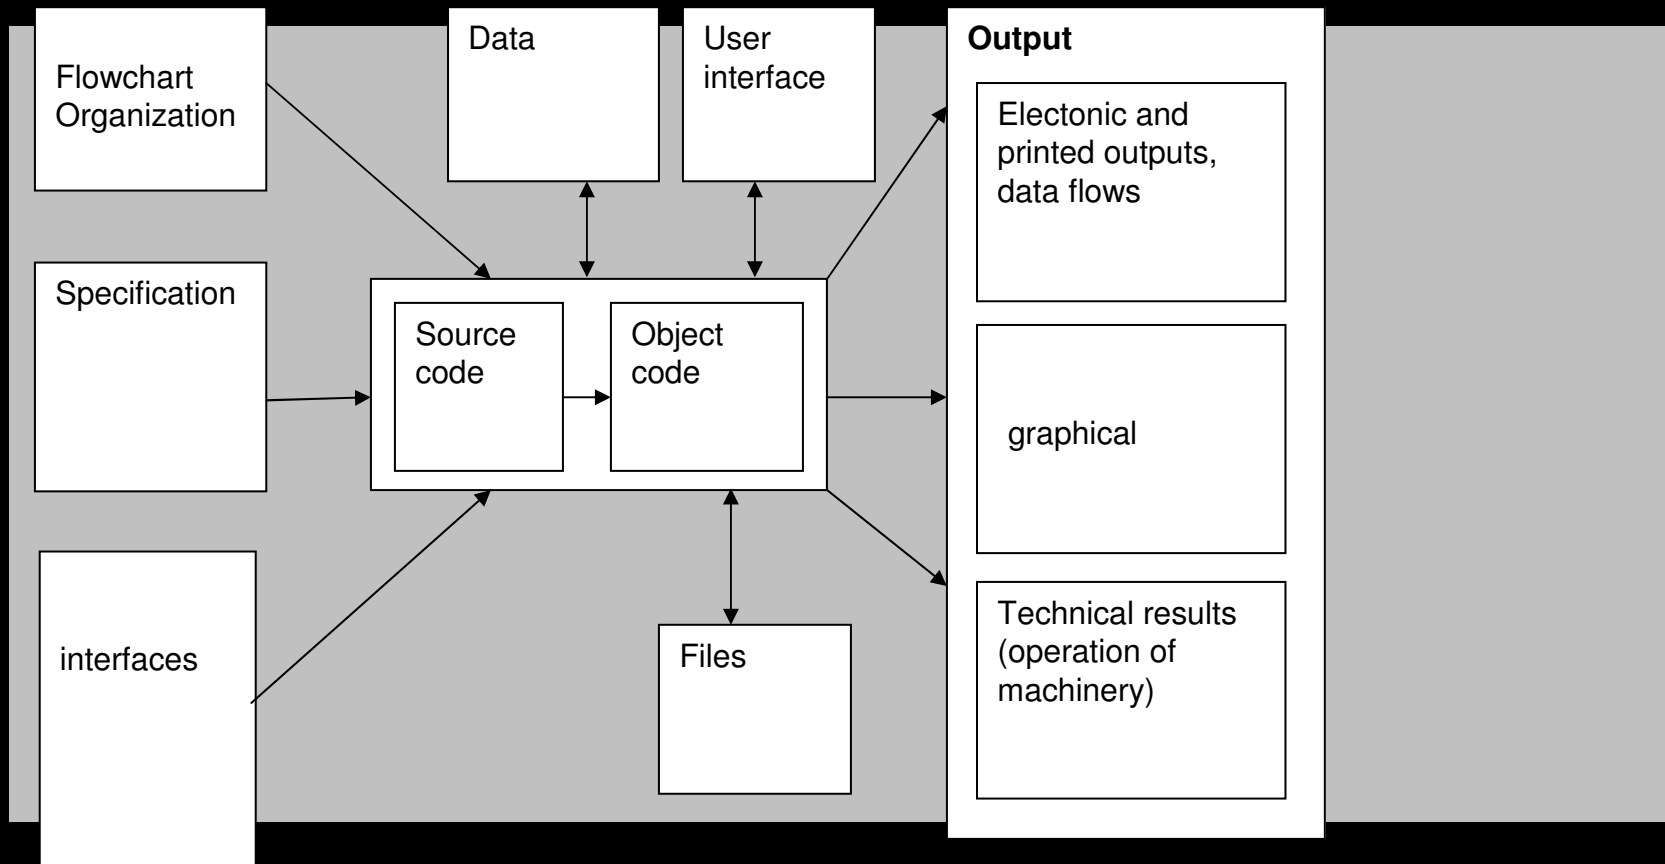 Flowchart
Organization
Data
User
interface
Output
Electonic and
printed outputs,
data flows
Specification
Source
code
Object
code
graphical
interfaces
Files
Technical results
(operation of
machinery)